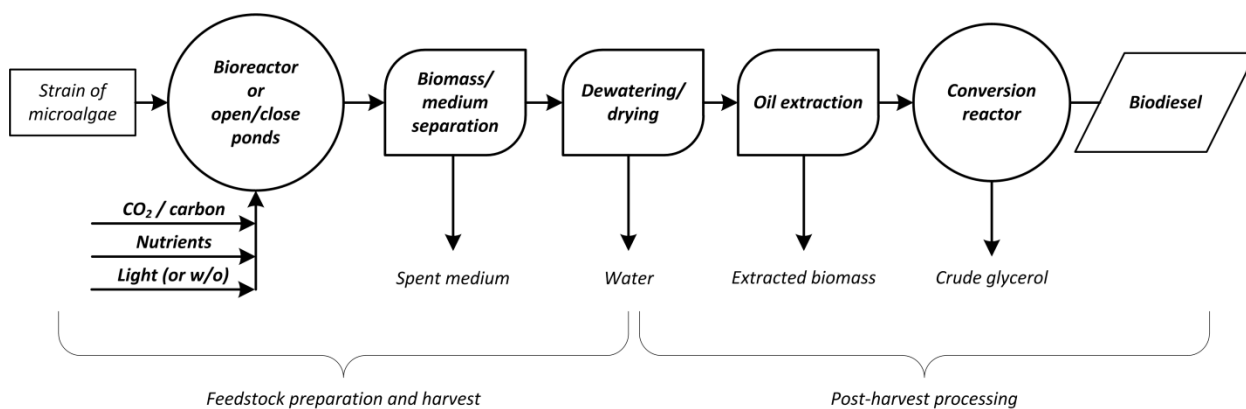 Strain of
microalgae
Bioreactor
or
open/close
ponds
Biomass/
medium
separation
Dewatering/
drying
Oil extraction
Conversion
reactor
Biodiesel
CO₂ / carbon
Nutrients
Light (or w/o)
Spent medium
Water
Extracted biomass
Crude glycerol
Feedstock preparation and harvest
Post-harvest processing